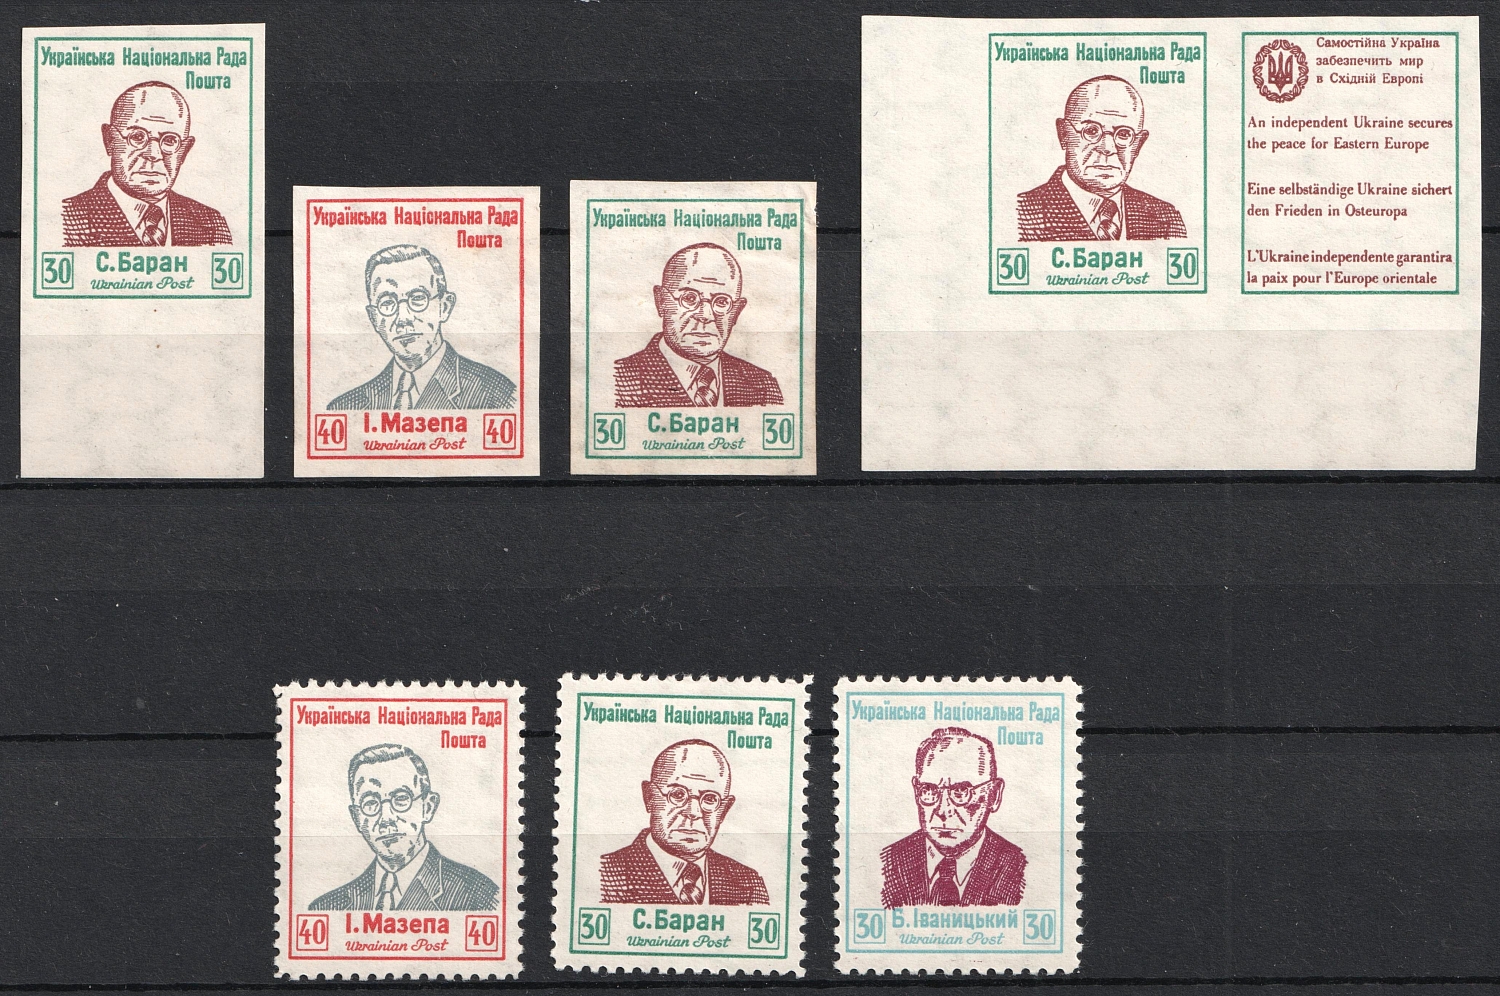 Українська Національна Рада
Пошта
30 С.Баран 30
Ukrainian Post
Українська Національна Рада
Пошта
40 І.Мазепа 40
Ukrainian Post
Українська Національна Рада
Пошта
30 С.Баран 30
Ukrainian Post
Українська Національна Рада
Пошта
30 С.Баран 30
Ukrainian Post
Самостійна Україна
забезпечить мир
в Східній Европі
An independent Ukraine secures
the peace for Eastern Europe
Eine selbständige Ukraine sichert
den Frieden in Osteuropa
L'Ukraine independente garantira
la paix pour l'Europe orientale
Українська Національна Рада
Пошта
40 І.Мазепа 40
Ukrainian Post
Українська Національна Рада
Пошта
30 С.Баран 30
Ukrainian Post
Українська Національна Рада
Пошта
30 Б.Іваницький 30
Ukrainian Post